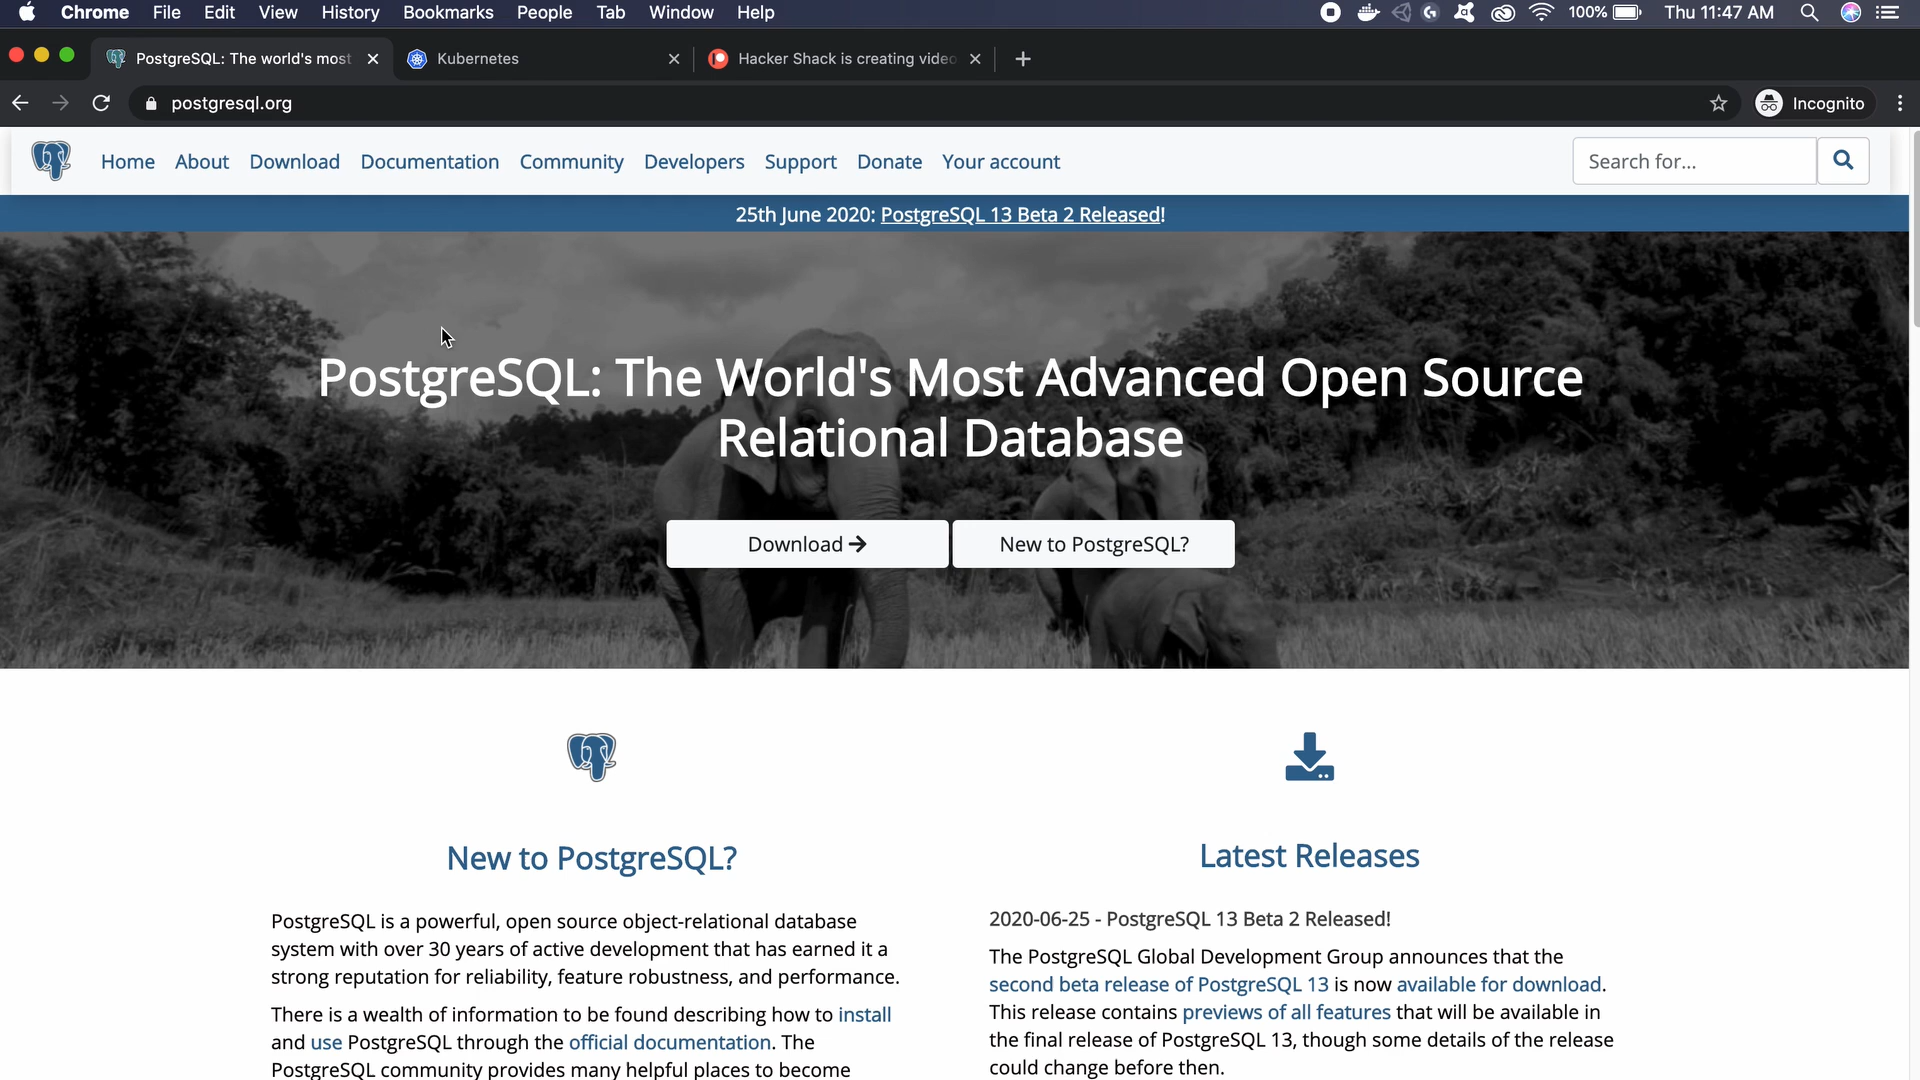 Chrome File Edit View History Bookmarks People Tab Window Help 100% Thu 11:47 AM
PostgreSQL: The world's most Kubernetes Hacker Shack is creating video
postgresql.org Incognito
Home About Download Documentation Community Developers Support Donate Your account Search for...
25th June 2020: PostgreSQL 13 Beta 2 Released!
PostgreSQL: The World's Most Advanced Open Source
Relational Database
Download New to PostgreSQL?
New to PostgreSQL?
PostgreSQL is a powerful, open source object-relational database
system with over 30 years of active development that has earned it a
strong reputation for reliability, feature robustness, and performance.
There is a wealth of information to be found describing how to install
and use PostgreSQL through the official documentation. The
PostgreSQL community provides many helpful places to become
Latest Releases
2020-06-25 - PostgreSQL 13 Beta 2 Released!
The PostgreSQL Global Development Group announces that the
second beta release of PostgreSQL 13 is now available for download.
This release contains previews of all features that will be available in
the final release of PostgreSQL 13, though some details of the release
could change before then.